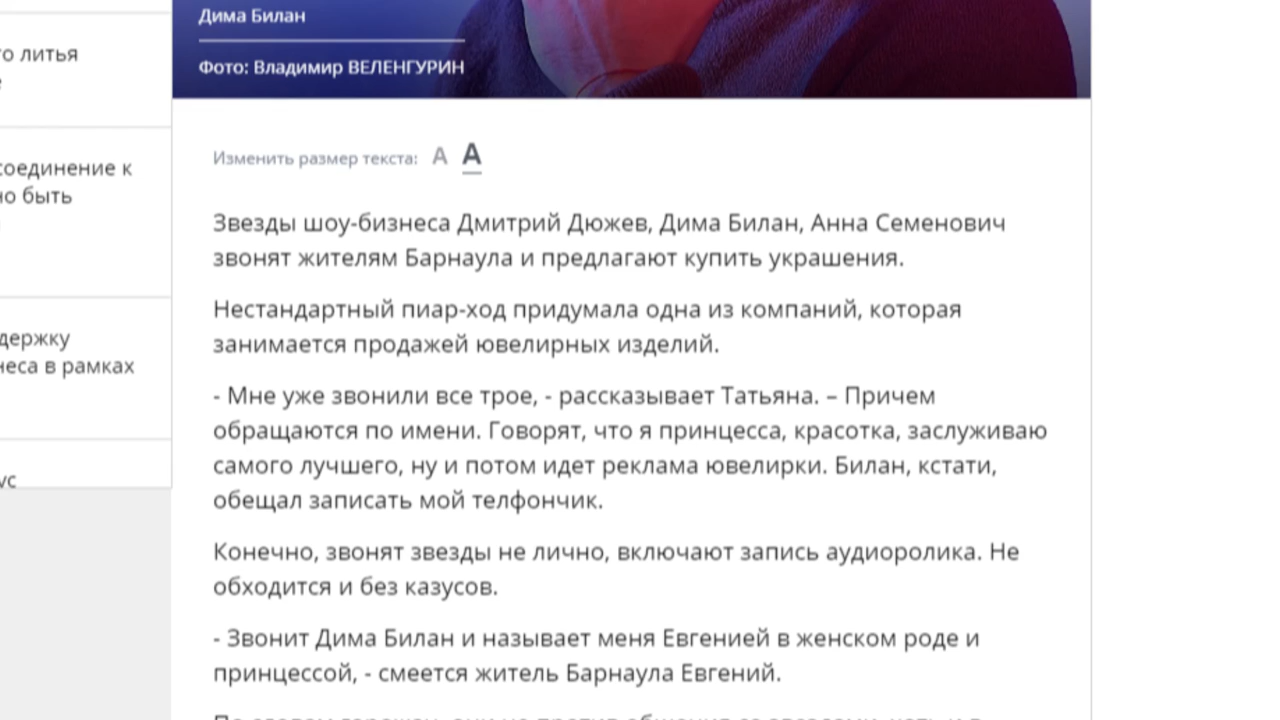 Дима Билан
Фото: Владимир ВЕЛЕНГУРИН
литья
соединение к
быть
неса в рамках
Изменить размер текста: A A
Звезды шоу-бизнеса Дмитрий Дюжев, Дима Билан, Анна Семенович
звонят жителям Барнаула и предлагают купить украшения.
Нестандартный пиар-ход придумала одна из компаний, которая
занимается продажей ювелирных изделий.
- Мне уже звонили все трое, - рассказывает Татьяна. – Причем
обращаются по имени. Говорят, что я принцесса, красотка, заслуживаю
самого лучшего, ну и потом идет реклама ювелирки. Билан, кстати,
обещал записать мой телфончик.
Конечно, звонят звезды не лично, включают запись аудиоролика. Не
обходится и без казусов.
- Звонит Дима Билан и называет меня Евгенией в женском роде и
принцессой, - смеется житель Барнаула Евгений.